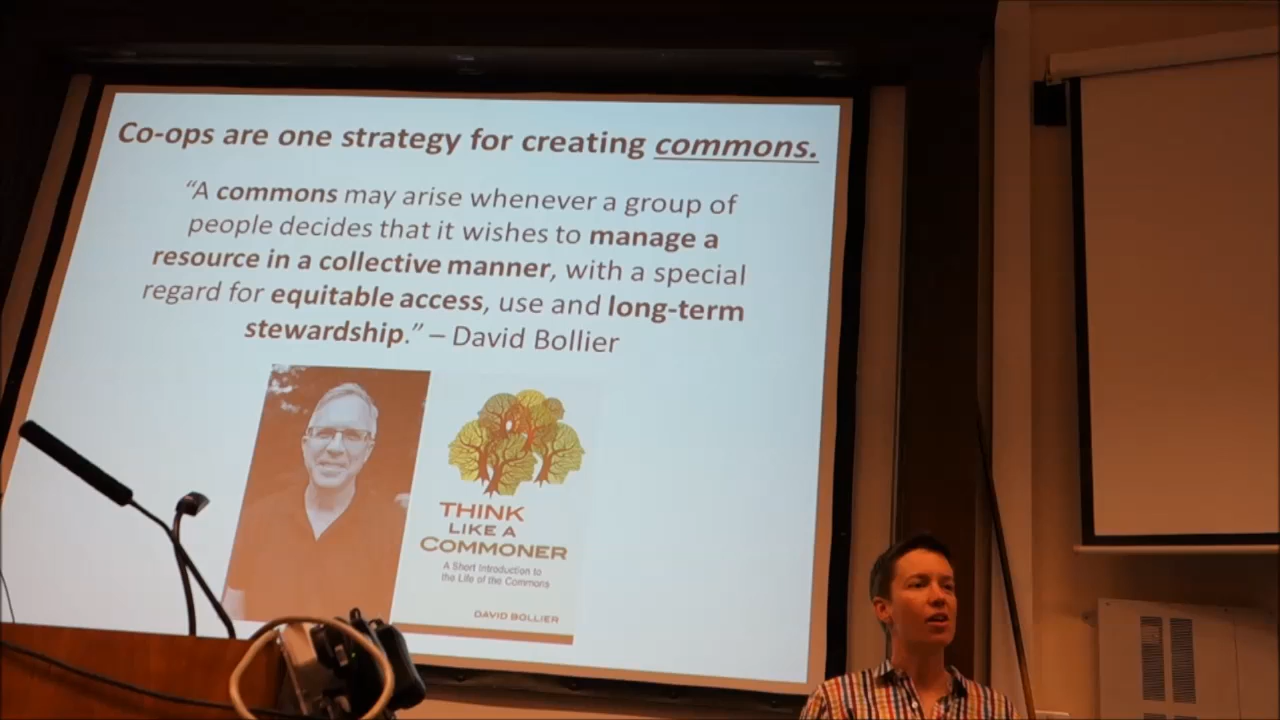 Co-ops are one strategy for creating commons.
“A commons may arise whenever a group of
people decides that it wishes to manage a
resource in a collective manner, with a special
regard for equitable access, use and long-term
stewardship.” – David Bollier
THINK
LIKE A
COMMONER
A Short Introduction to
the Life of the Commons
DAVID BOLLIER